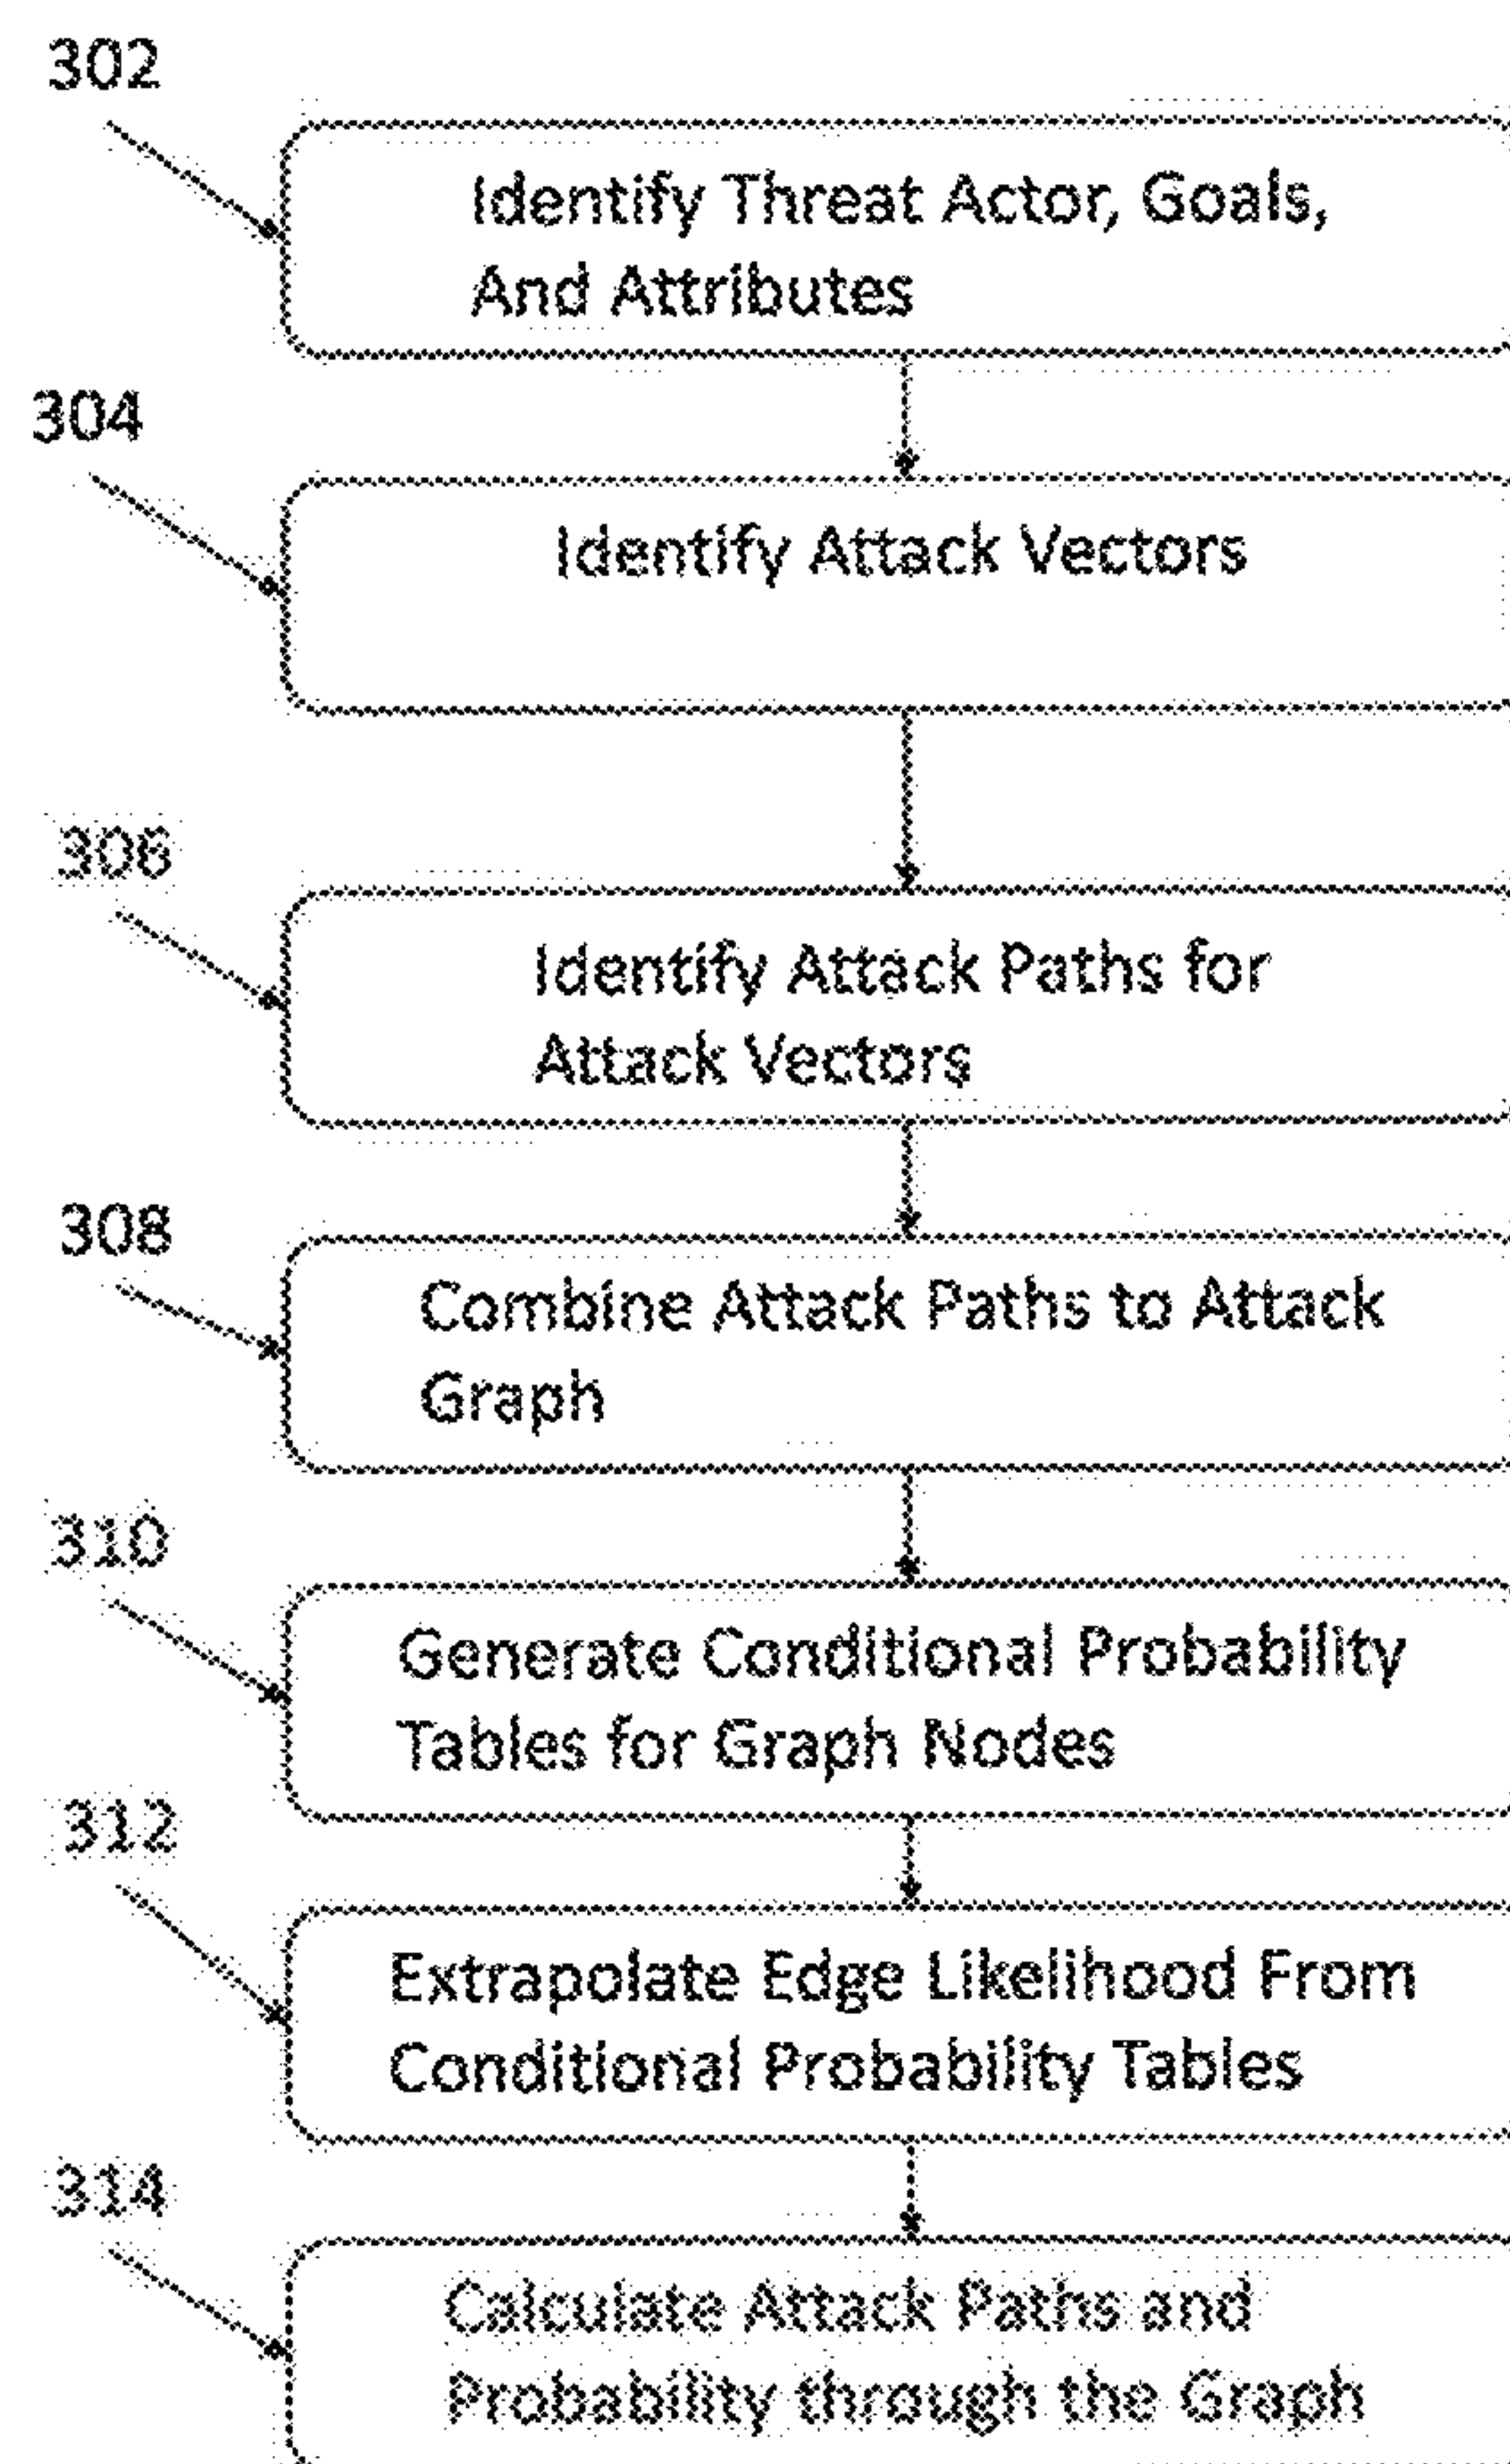 302
Identify Threat Actor, Goals,
And Attributes
304
Identify Attack Vectors
306
Identify Attack Paths for
Attack Vectors
308
Combine Attack Paths to Attack
Graph
310
Generate Conditional Probability
Tables for Graph Nodes
312
Extrapolate Edge Likelihood From
Conditional Probability Tables
314
Calculate Attack Paths and
Probability through the Graph